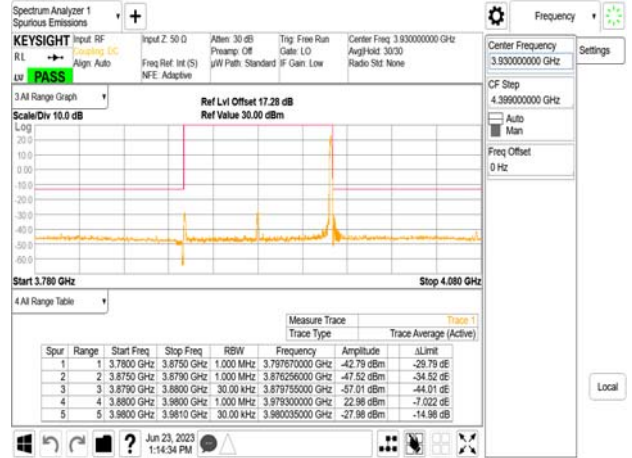 Spectrum Analyzer 1
Spurious Emissions
Frequency
KEYSIGHT
Input: RF
Coupling: DC
Align: Auto
RL
PASS
Input Z: 50 Ω
Freq Ref: Int (S)
NFE: Adaptive
Atten: 30 dB
Preamp: Off
µW Path: Standard
Trig: Free Run
Gate: LO
IF Gain: Low
Center Freq: 3.930000000 GHz
Avg|Hold: 30/30
Radio Std: None
Center Frequency
3.930000000 GHz
Settings
CF Step
4.399000000 GHz
Auto
Man
Freq Offset
0 Hz
3 All Range Graph
Scale/Div 10.0 dB
Ref Lvl Offset 17.28 dB
Ref Value 30.00 dBm
Log
20.0
10.0
0.00
-10.0
-20.0
-30.0
-40.0
-50.0
-60.0
Start 3.780 GHz
Stop 4.080 GHz
4 All Range Table
Measure Trace Trace 1
Trace Type Trace Average (Active)
Spur Range Start Freq Stop Freq RBW Frequency Amplitude ΔLimit
1 1 3.7800 GHz 3.8750 GHz 1.000 MHz 3.797670000 GHz -42.79 dBm -29.79 dB
2 2 3.8750 GHz 3.8790 GHz 1.000 MHz 3.876256000 GHz -47.52 dBm -34.52 dB
3 3 3.8790 GHz 3.8800 GHz 30.00 kHz 3.879755000 GHz -57.01 dBm -44.01 dB
4 4 3.8800 GHz 3.9800 GHz 1.000 MHz 3.979300000 GHz 22.98 dBm -7.022 dB
5 5 3.9800 GHz 3.9810 GHz 30.00 kHz 3.980035000 GHz -27.98 dBm -14.98 dB
Local
Jun 23, 2023
1:14:34 PM